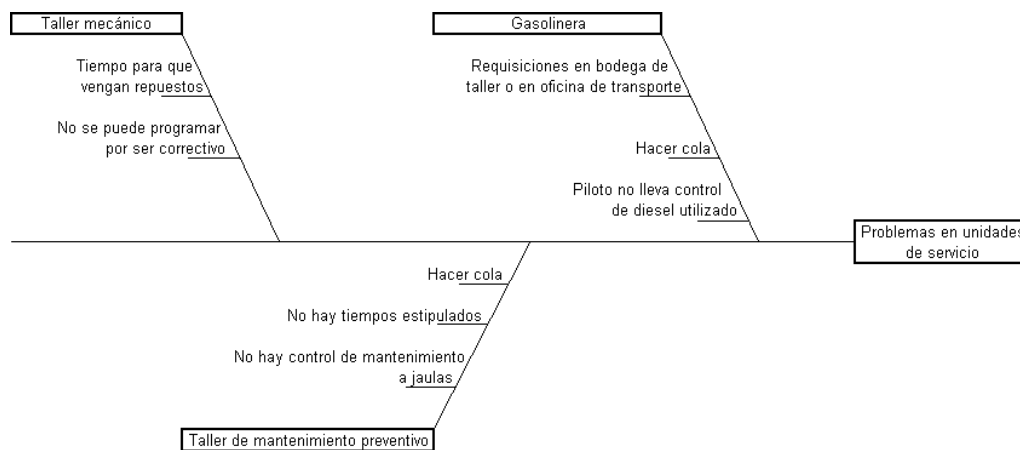 Taller mecánico
Gasolinera
Tiempo para que
vengan repuestos
Requisiciones en bodega de
taller o en oficina de transporte
No se puede programar
por ser correctivo
Hacer cola
Piloto no lleva control
de diesel utilizado
Problemas en unidades
de servicio
Hacer cola
No hay tiempos estipulados
No hay control de mantenimiento
a jaulas
Taller de mantenimiento preventivo